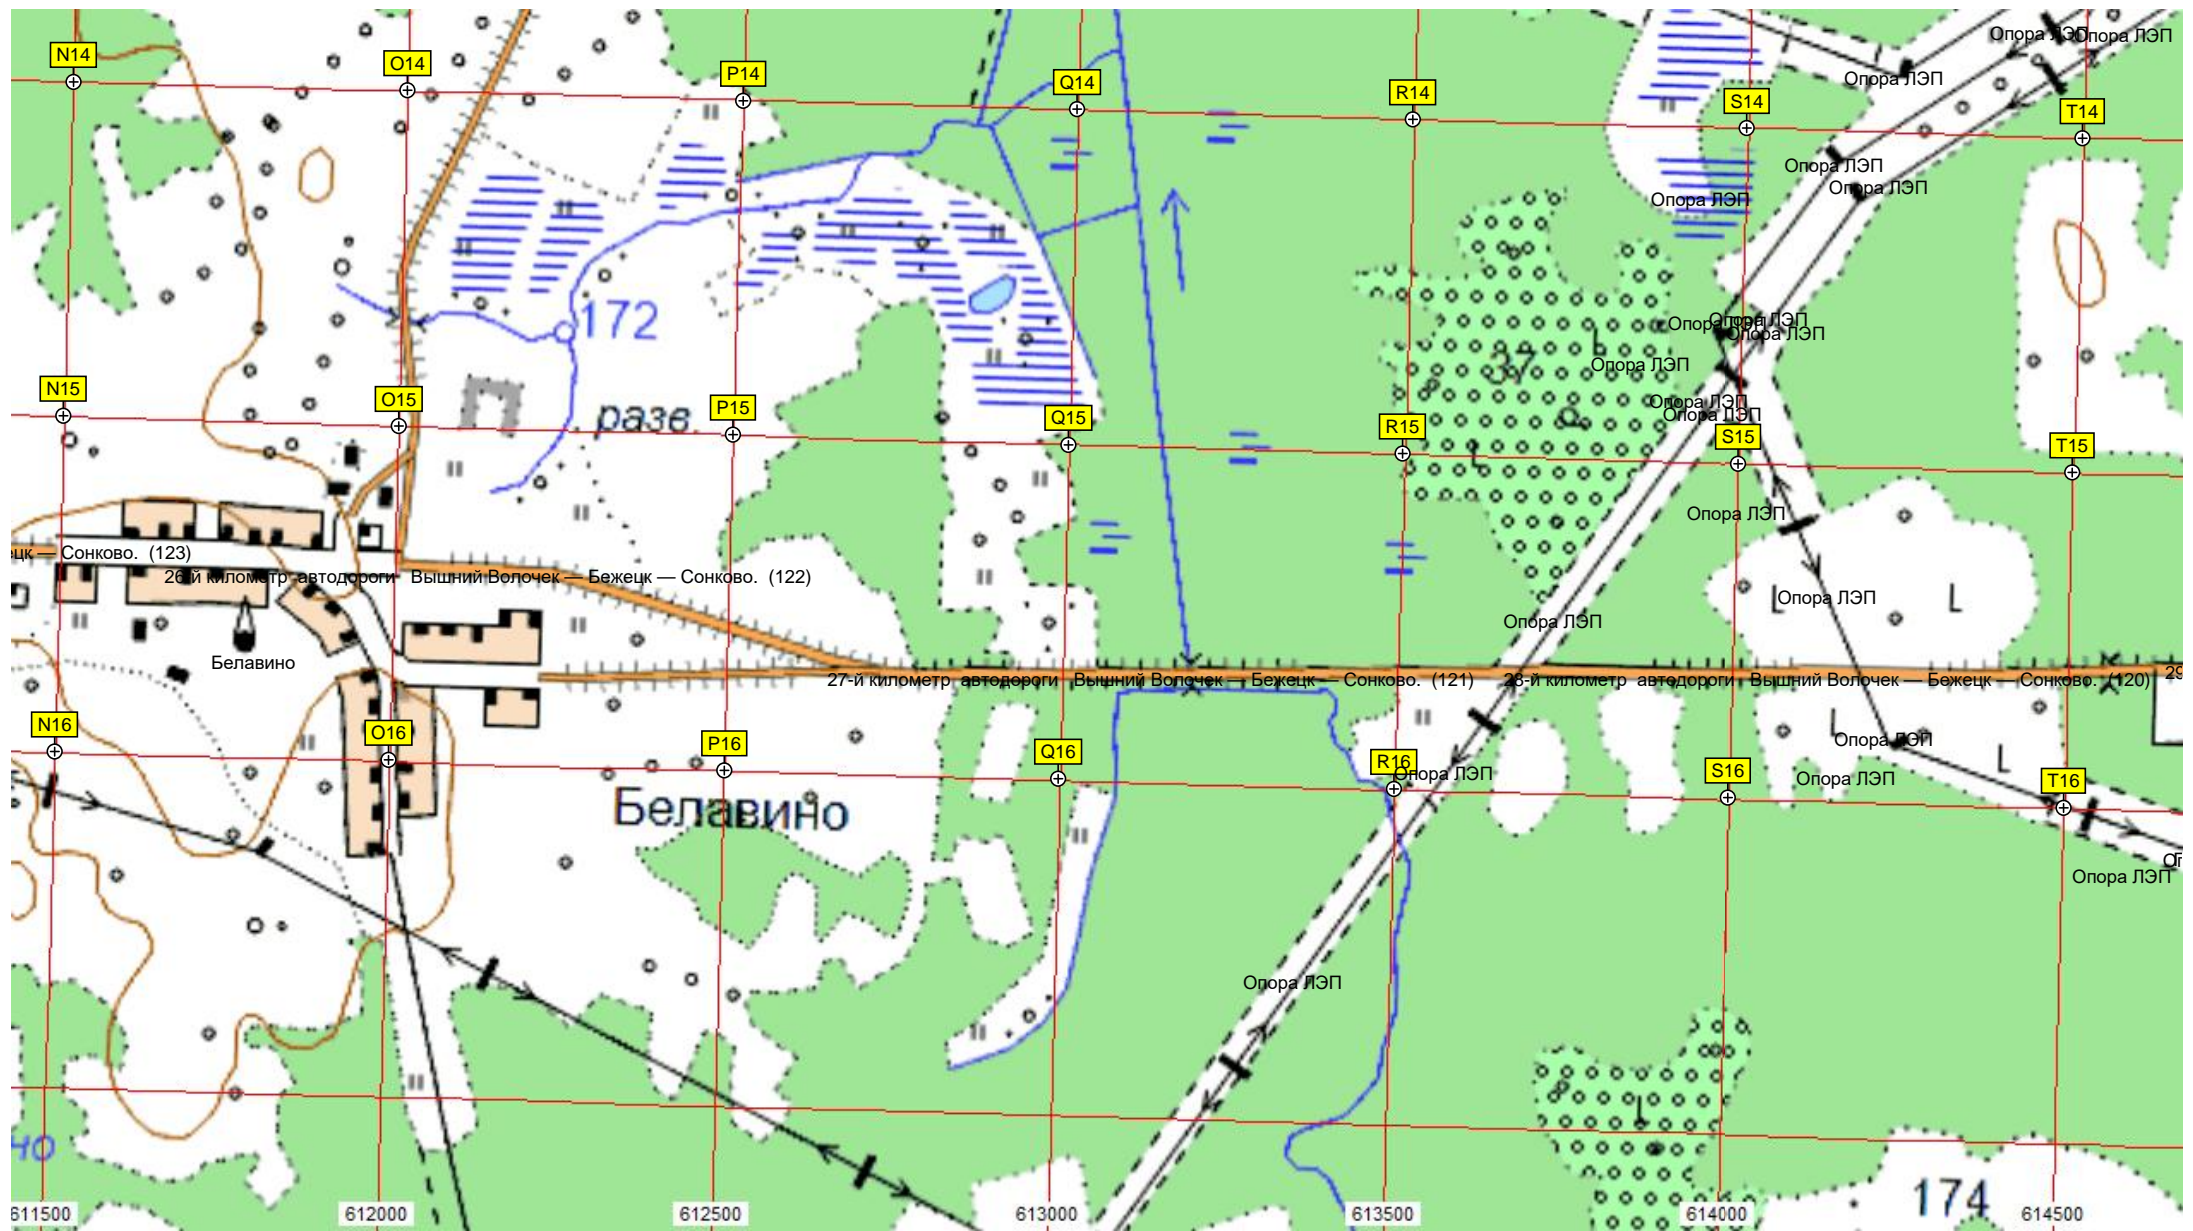 Опора ЛЭП
Опора ЛЭП
N14
O14
P14
Q14
R14
Опора ЛЭП
S14
T14
Опора ЛЭП
Опора ЛЭП
Опора ЛЭП
172
Опора ЛЭП
Опора ЛЭП
Опора ЛЭП
37
Опора ЛЭП
N15
O15
разв.
P15
Q15
R15
Опора ЛЭП
Опора ЛЭП
S15
T15
Опора ЛЭП
ецк — Сонково. (123)
26-й километр автодороги Вышний Волочек — Бежецк — Сонково. (122)
Опора ЛЭП
Опора ЛЭП
Белавино
27-й километр автодороги Вышний Волочек — Бежецк — Сонково. (121)
28-й километр автодороги Вышний Волочек — Бежецк — Сонково. (120)
29
N16
O16
P16
Q16
R16
Опора ЛЭП
Опора ЛЭП
S16
Опора ЛЭП
T16
Белавино
Опора ЛЭП
Опора ЛЭП
но
174
611500
612000
612500
613000
613500
614000
614500